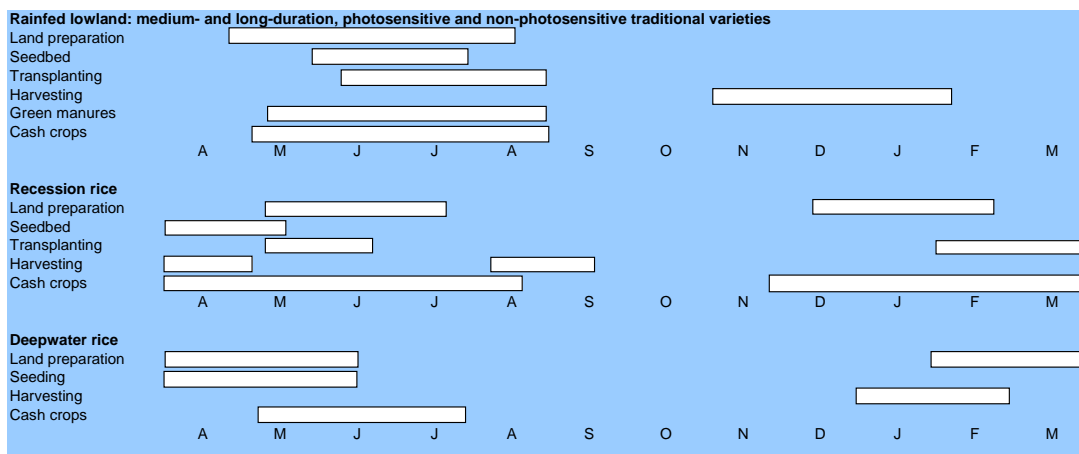 Rainfed lowland: medium- and long-duration, photosensitive and non-photosensitive traditional varieties
Land preparation
Seedbed
Transplanting
Harvesting
Green manures
Cash crops
A M J J A S O N D J F M
Recession rice
Land preparation
Seedbed
Transplanting
Harvesting
Cash crops
A M J J A S O N D J F M
Deepwater rice
Land preparation
Seeding
Harvesting
Cash crops
A M J J A S O N D J F M